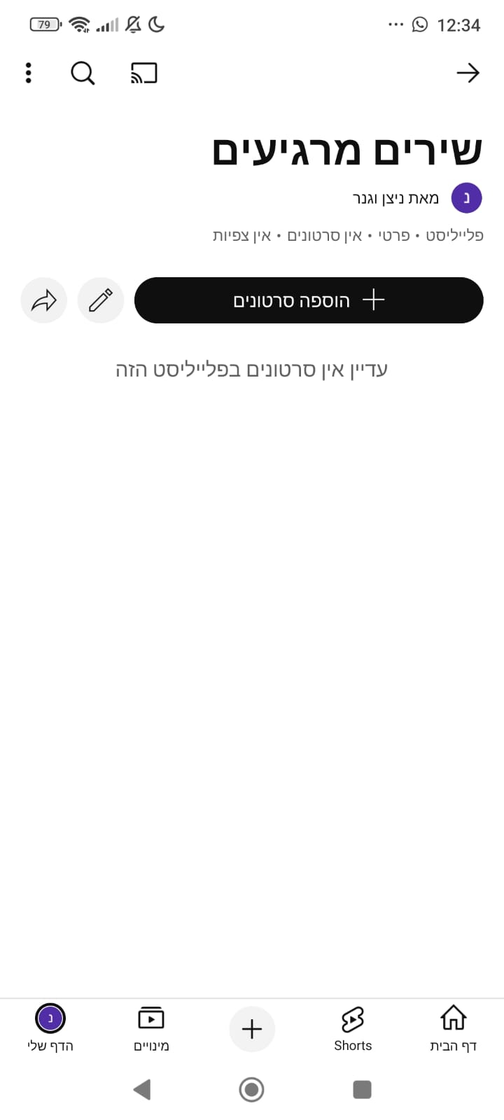 79 12:34
שירים מרגיעים
מאת ניצן וגנר
נ
פלייליסט • פרטי • אין סרטונים • אין צפיות
הוספה סרטונים
עדיין אין סרטונים בפלייליסט הזה
דף הבית
Shorts
מינויים
נ
הדף שלי